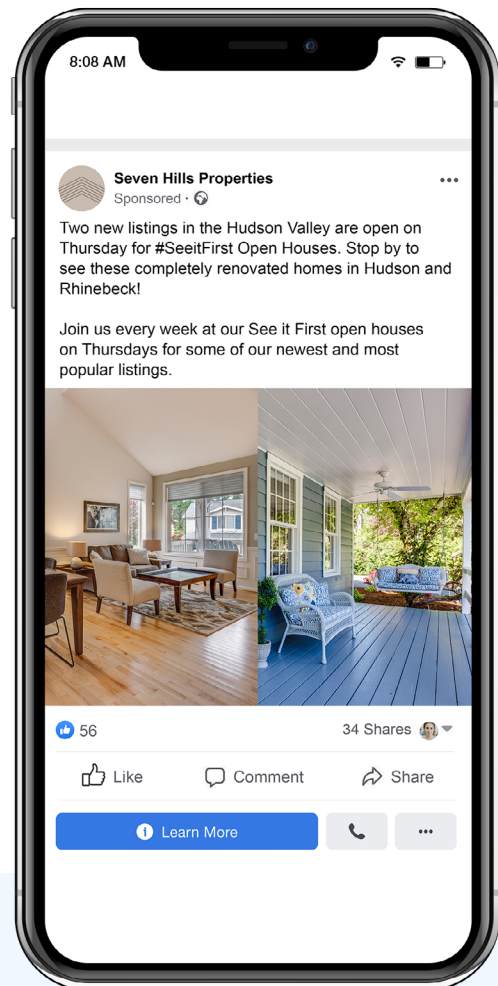 8:08 AM
Seven Hills Properties
Sponsored ·
Two new listings in the Hudson Valley are open on
Thursday for #SeeitFirst Open Houses. Stop by to
see these completely renovated homes in Hudson and
Rhinebeck!
Join us every week at our See it First open houses
on Thursdays for some of our newest and most
popular listings.
56
34 Shares
Like
Comment
Share
Learn More